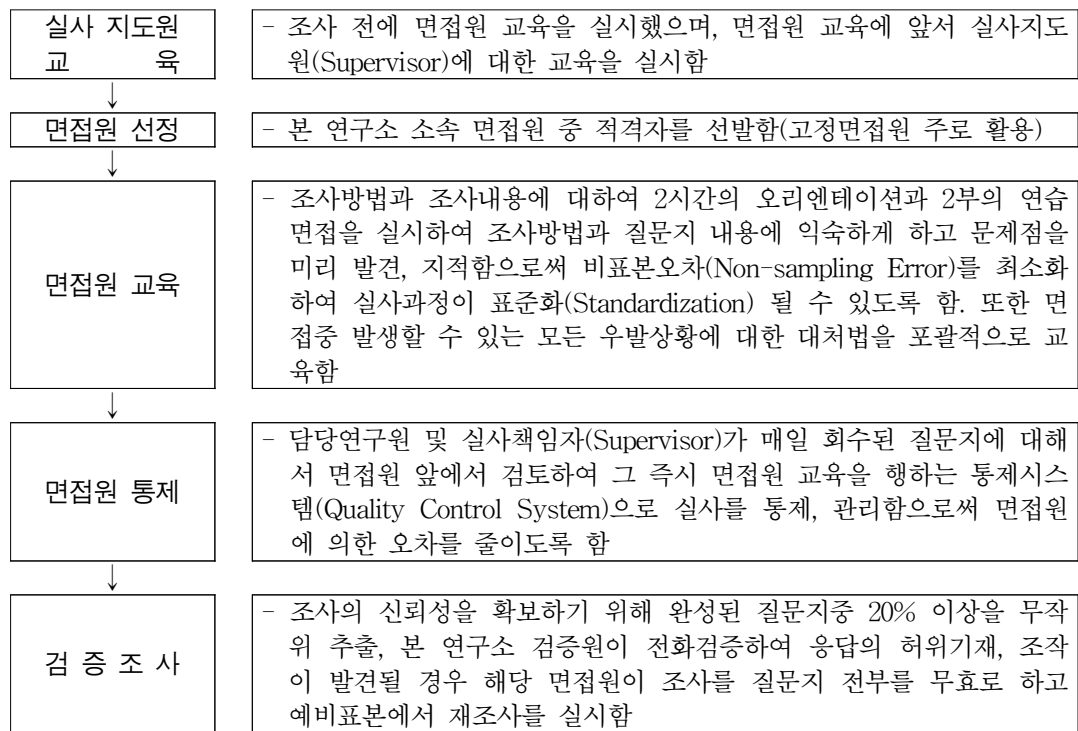 실사 지도원
교 육
- 조사 전에 면접원 교육을 실시했으며, 면접원 교육에 앞서 실사지도
원(Supervisor)에 대한 교육을 실시함
↓
면접원 선정
- 본 연구소 소속 면접원 중 적격자를 선발함(고정면접원 주로 활용)
↓
면접원 교육
- 조사방법과 조사내용에 대하여 2시간의 오리엔테이션과 2부의 연습
면접을 실시하여 조사방법과 질문지 내용에 익숙하게 하고 문제점을
미리 발견, 지적함으로써 비표본오차(Non-sampling Error)를 최소화
하여 실사과정이 표준화(Standardization) 될 수 있도록 함. 또한 면
접중 발생할 수 있는 모든 우발상황에 대한 대처법을 포괄적으로 교
육함
↓
면접원 통제
- 담당연구원 및 실사책임자(Supervisor)가 매일 회수된 질문지에 대해
서 면접원 앞에서 검토하여 그 즉시 면접원 교육을 행하는 통제시스
템(Quality Control System)으로 실사를 통제, 관리함으로써 면접원
에 의한 오차를 줄이도록 함
↓
검 증 조 사
- 조사의 신뢰성을 확보하기 위해 완성된 질문지중 20% 이상을 무작
위 추출, 본 연구소 검증원이 전화검증하여 응답의 허위기재, 조작
이 발견될 경우 해당 면접원이 조사를 질문지 전부를 무효로 하고
예비표본에서 재조사를 실시함